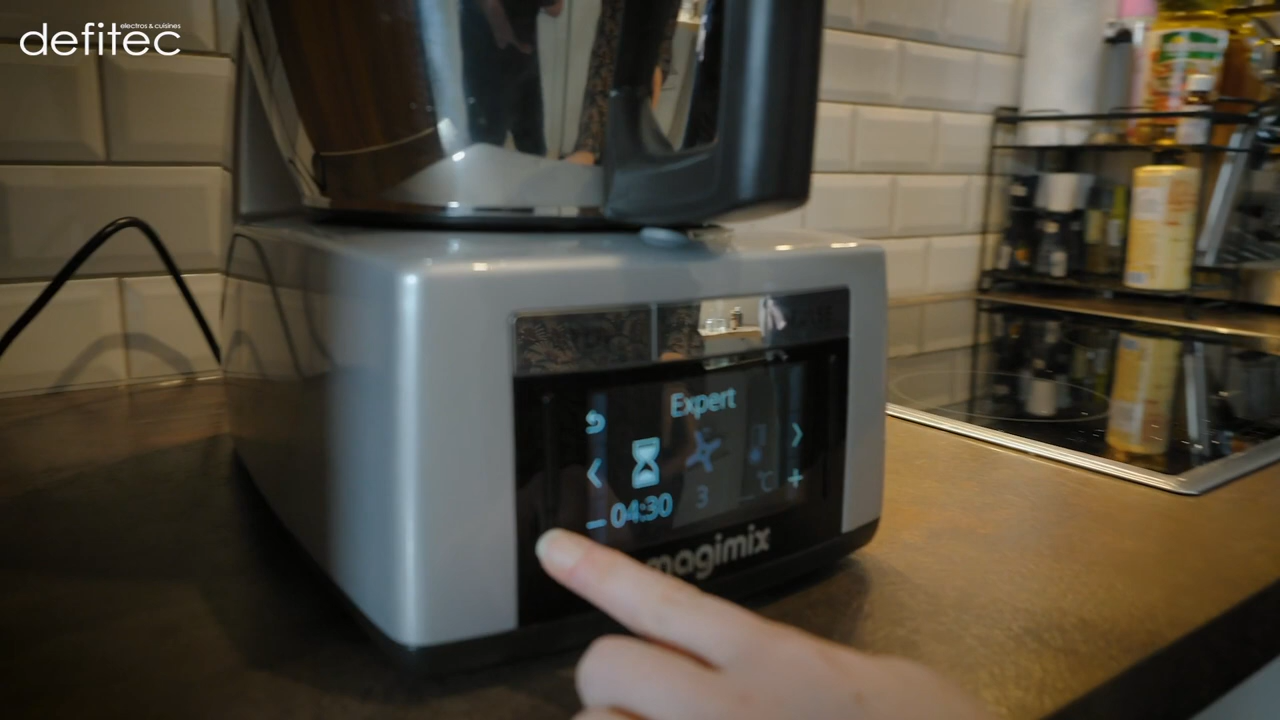 electros & cuisines
defitec
Expert
04:30
3
°C
magimix